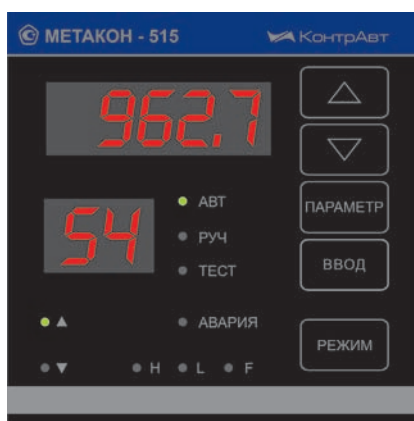 © МЕТАКОН - 515 КонтрАвт
962.7
54
АВТ
РУЧ
ТЕСТ
АВАРИЯ
H L F
ПАРАМЕТР
ВВОД
РЕЖИМ